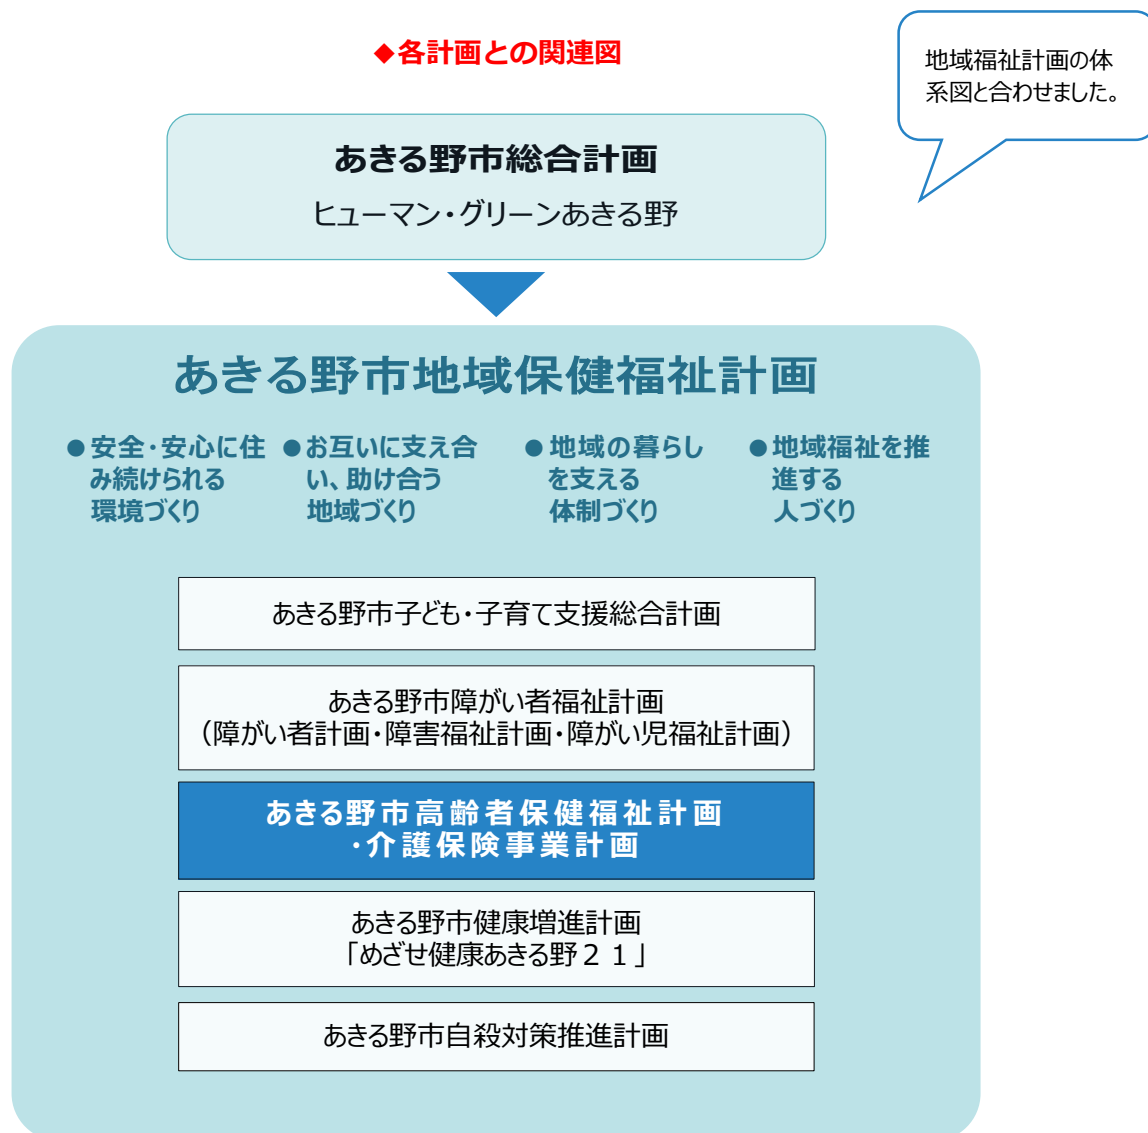 ◆各計画との関連図
地域福祉計画の体
系図と合わせました。
あきる野市総合計画
ヒューマン・グリーンあきる野
あきる野市地域保健福祉計画
●安全・安心に住
み続けられる
環境づくり
●お互いに支え合
い、助け合う
地域づくり
●地域の暮らし
を支える
体制づくり
●地域福祉を推
進する
人づくり
あきる野市子ども・子育て支援総合計画
あきる野市障がい者福祉計画
（障がい者計画・障害福祉計画・障がい児福祉計画）
あきる野市高齢者保健福祉計画
・介護保険事業計画
あきる野市健康増進計画
「めざせ健康あきる野２１」
あきる野市自殺対策推進計画